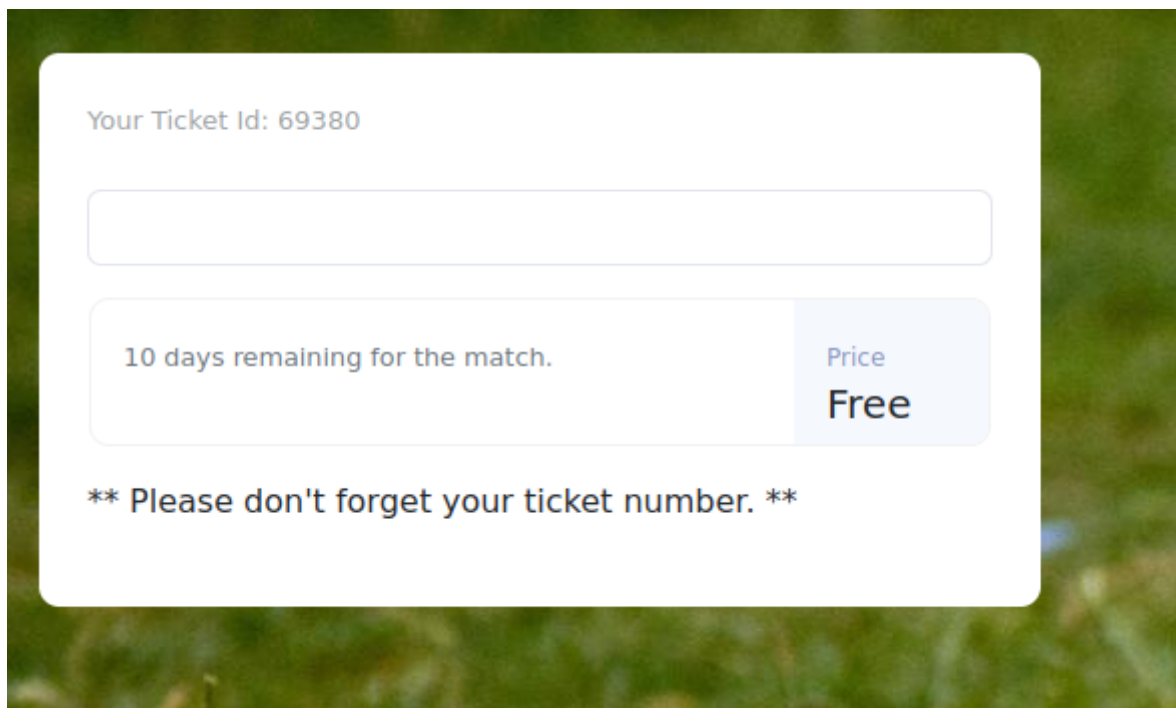 Your Ticket Id: 69380
10 days remaining for the match.
Price
Free
** Please don't forget your ticket number. **